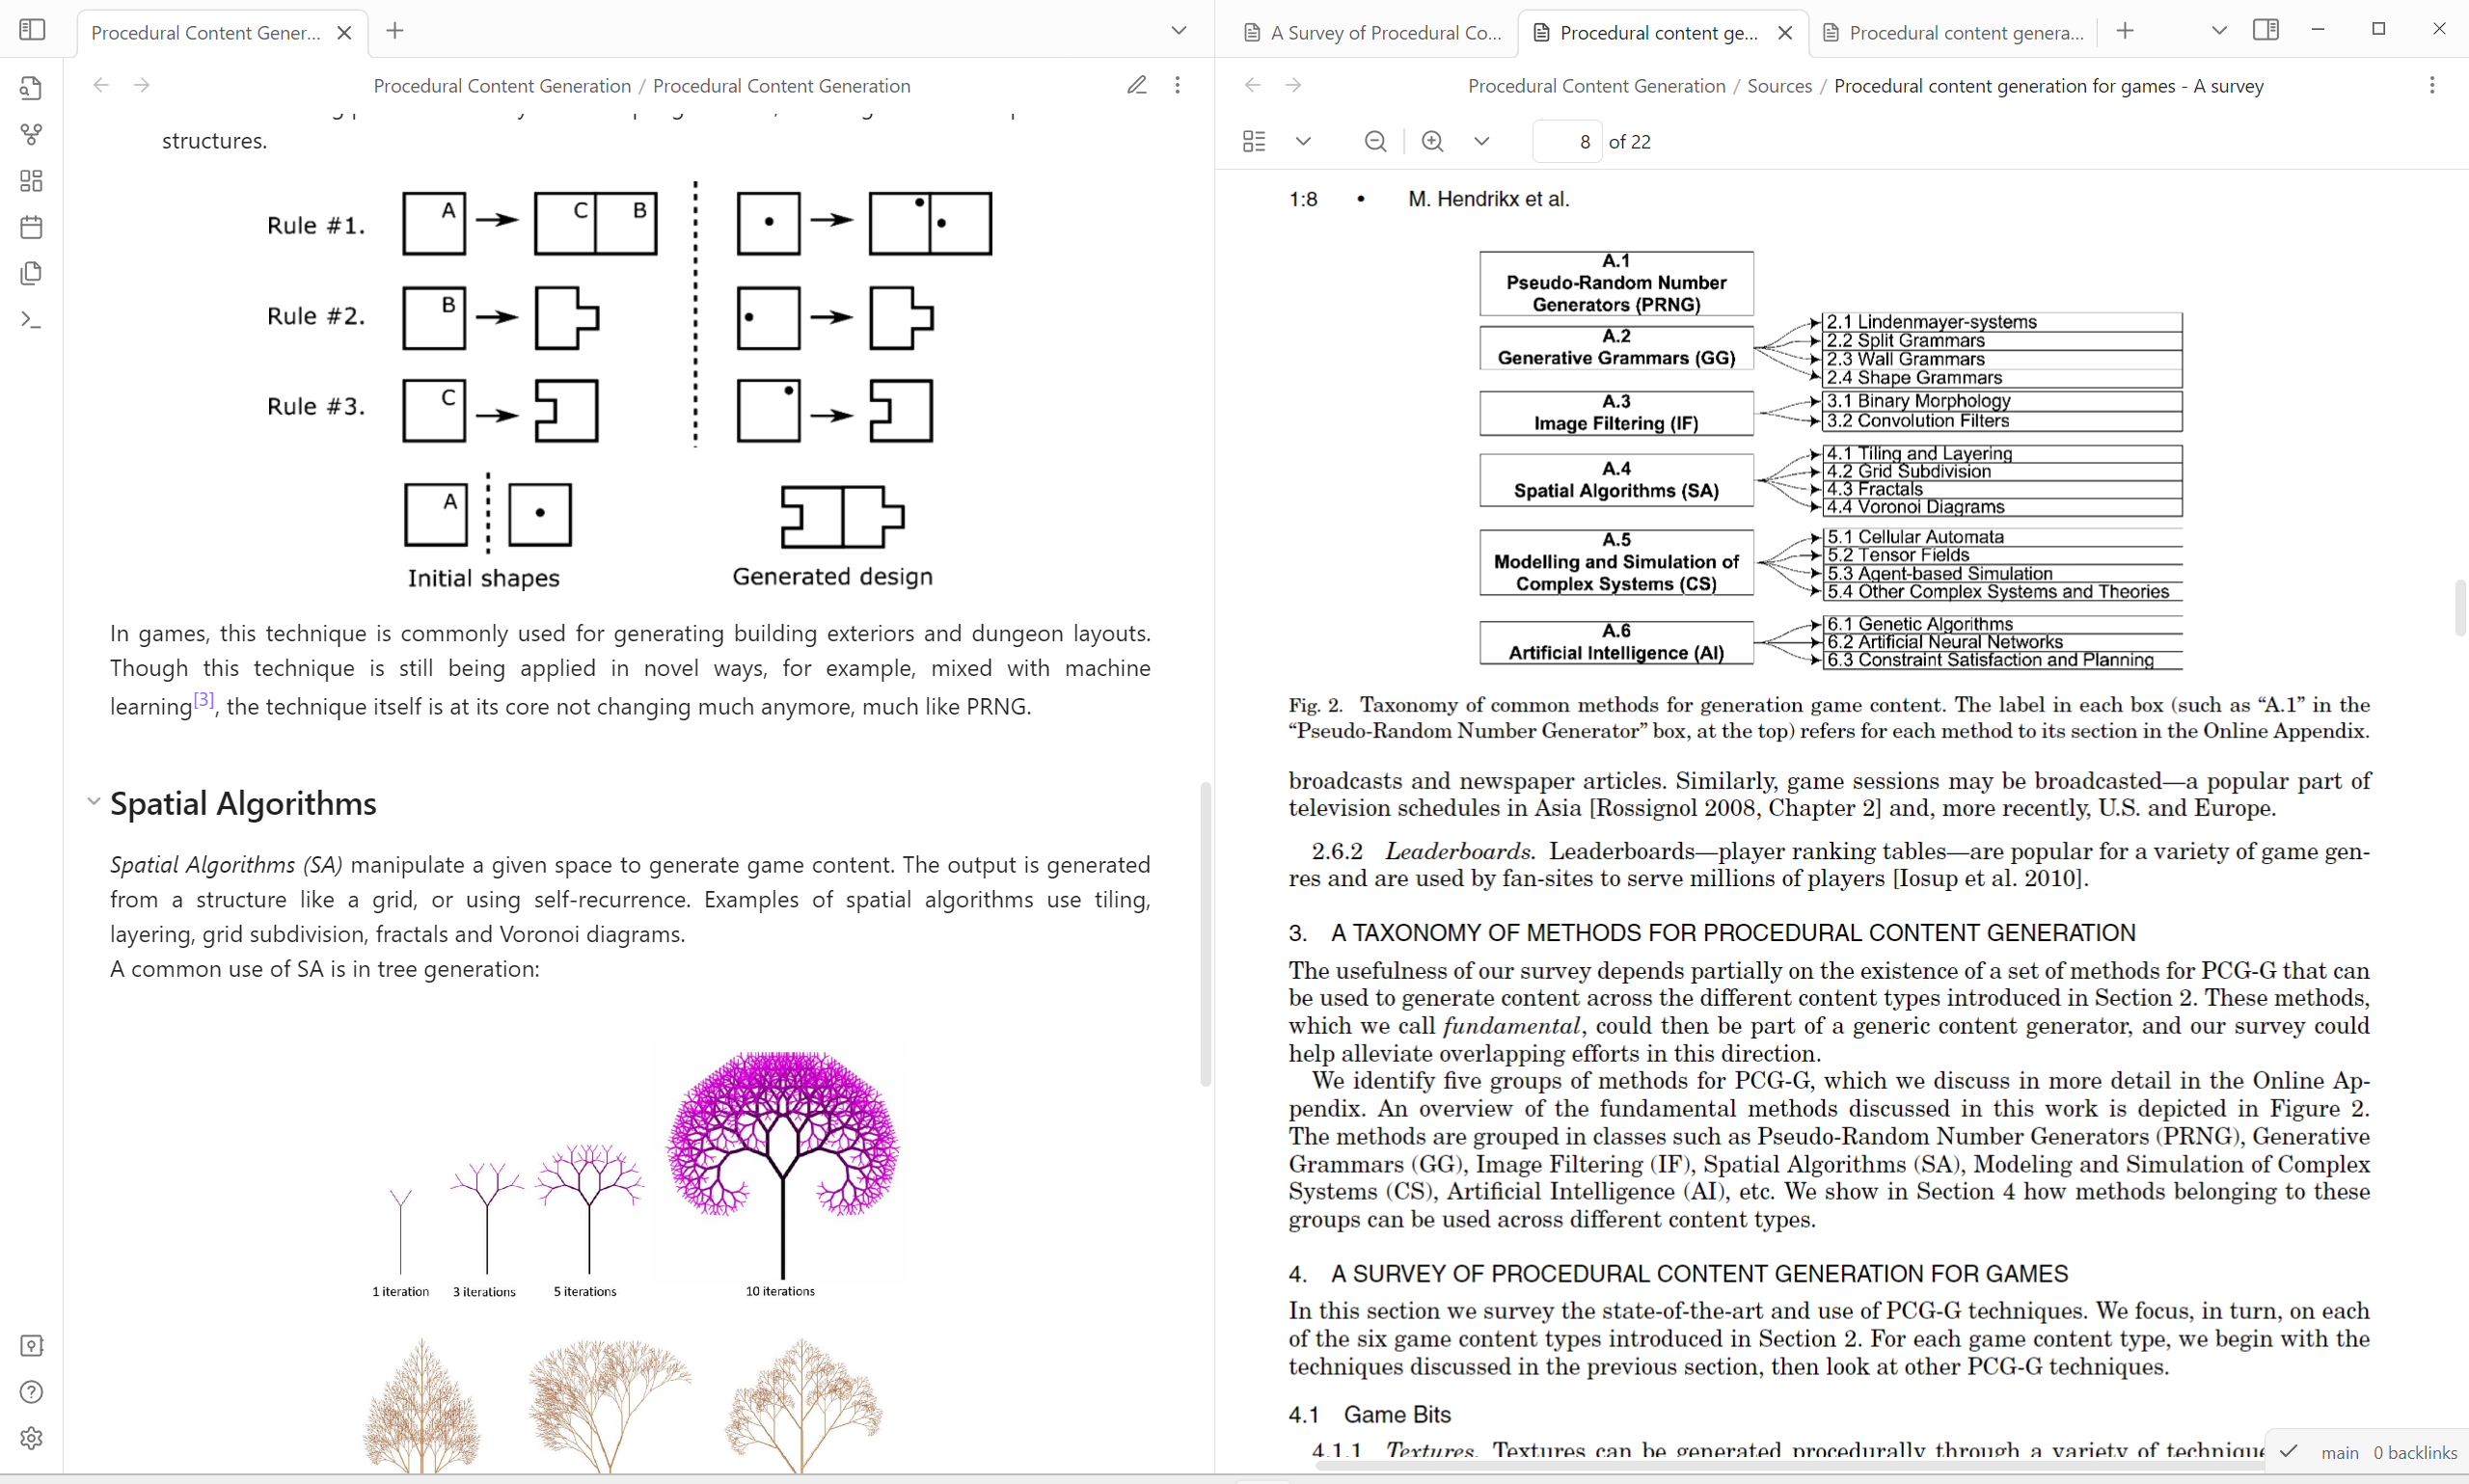 Procedural Content Gener...
A Survey of Procedural Co...
Procedural content ge...
Procedural content genera...
Procedural Content Generation / Procedural Content Generation
structures.
Rule #1.
A
C
B
Rule #2.
B
Rule #3.
C
A
Initial shapes
Generated design
In games, this technique is commonly used for generating building exteriors and dungeon layouts.
Though this technique is still being applied in novel ways, for example, mixed with machine
learning[3], the technique itself is at its core not changing much anymore, much like PRNG.
Spatial Algorithms
Spatial Algorithms (SA) manipulate a given space to generate game content. The output is generated
from a structure like a grid, or using self-recurrence. Examples of spatial algorithms use tiling,
layering, grid subdivision, fractals and Voronoi diagrams.
A common use of SA is in tree generation:
1 iteration
3 iterations
5 iterations
10 iterations
Procedural Content Generation / Sources / Procedural content generation for games - A survey
8 of 22
1:8 • M. Hendrikx et al.
A.1
Pseudo-Random Number
Generators (PRNG)
A.2
Generative Grammars (GG)
2.1 Lindenmayer-systems
2.2 Split Grammars
2.3 Wall Grammars
2.4 Shape Grammars
A.3
Image Filtering (IF)
3.1 Binary Morphology
3.2 Convolution Filters
A.4
Spatial Algorithms (SA)
4.1 Tiling and Layering
4.2 Grid Subdivision
4.3 Fractals
4.4 Voronoi Diagrams
A.5
Modelling and Simulation of
Complex Systems (CS)
5.1 Cellular Automata
5.2 Tensor Fields
5.3 Agent-based Simulation
5.4 Other Complex Systems and Theories
A.6
Artificial Intelligence (AI)
6.1 Genetic Algorithms
6.2 Artificial Neural Networks
6.3 Constraint Satisfaction and Planning
Fig. 2. Taxonomy of common methods for generation game content. The label in each box (such as “A.1” in the
“Pseudo-Random Number Generator” box, at the top) refers for each method to its section in the Online Appendix.
broadcasts and newspaper articles. Similarly, game sessions may be broadcasted—a popular part of
television schedules in Asia [Rossignol 2008, Chapter 2] and, more recently, U.S. and Europe.
2.6.2 Leaderboards. Leaderboards—player ranking tables—are popular for a variety of game gen-
res and are used by fan-sites to serve millions of players [Iosup et al. 2010].
3. A TAXONOMY OF METHODS FOR PROCEDURAL CONTENT GENERATION
The usefulness of our survey depends partially on the existence of a set of methods for PCG-G that can
be used to generate content across the different content types introduced in Section 2. These methods,
which we call fundamental, could then be part of a generic content generator, and our survey could
help alleviate overlapping efforts in this direction.
We identify five groups of methods for PCG-G, which we discuss in more detail in the Online Ap-
pendix. An overview of the fundamental methods discussed in this work is depicted in Figure 2.
The methods are grouped in classes such as Pseudo-Random Number Generators (PRNG), Generative
Grammars (GG), Image Filtering (IF), Spatial Algorithms (SA), Modeling and Simulation of Complex
Systems (CS), Artificial Intelligence (AI), etc. We show in Section 4 how methods belonging to these
groups can be used across different content types.
4. A SURVEY OF PROCEDURAL CONTENT GENERATION FOR GAMES
In this section we survey the state-of-the-art and use of PCG-G techniques. We focus, in turn, on each
of the six game content types introduced in Section 2. For each game content type, we begin with the
techniques discussed in the previous section, then look at other PCG-G techniques.
4.1 Game Bits
4.1.1 Textures. Textures can be generated procedurally through a variety of technique
main 0 backlinks